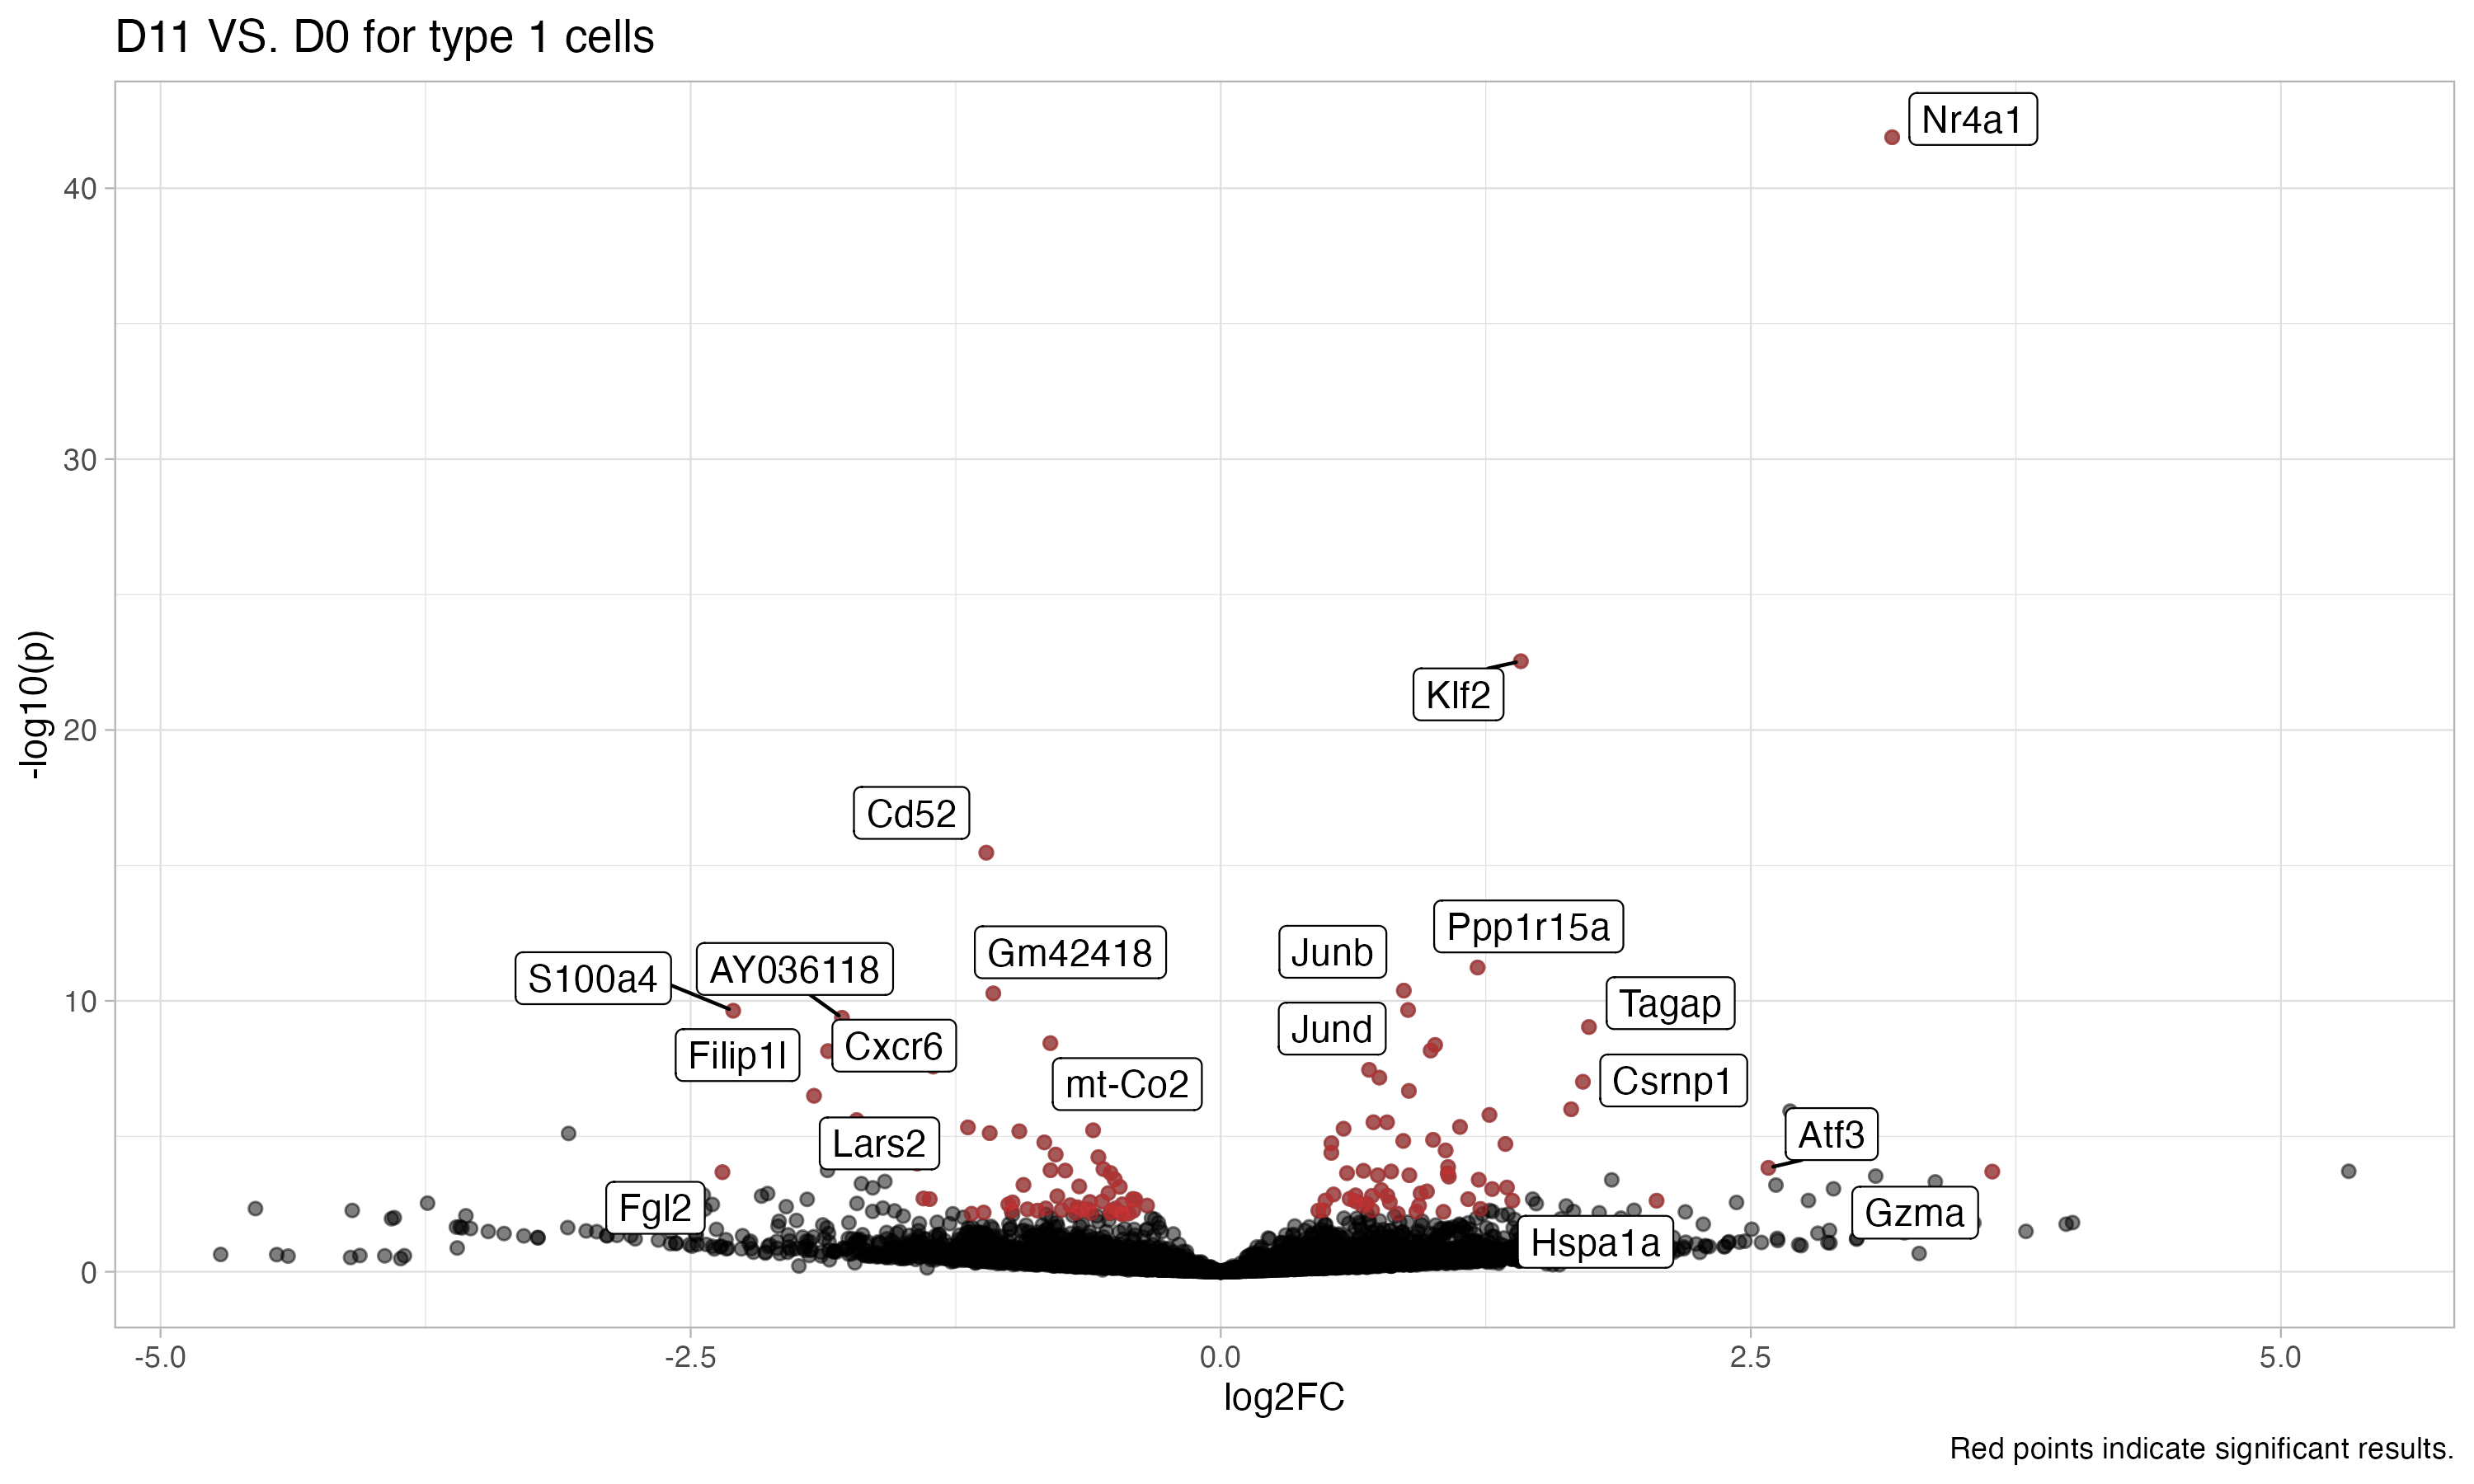 D11 VS. D0 for type 1 cells
Nr4a1
40
30
-log10(p)
Klf2
20
Cd52
Ppp1r15a
Junb
Gm42418
AY036118
S100a4
10
Tagap
Jund
Cxcr6
Filip1l
Csrnp1
mt-Co2
Atf3
Lars2
Fgl2
Gzma
Hspa1a
0
-5.0 -2.5 0.0 2.5 5.0
log2FC
Red points indicate significant results.